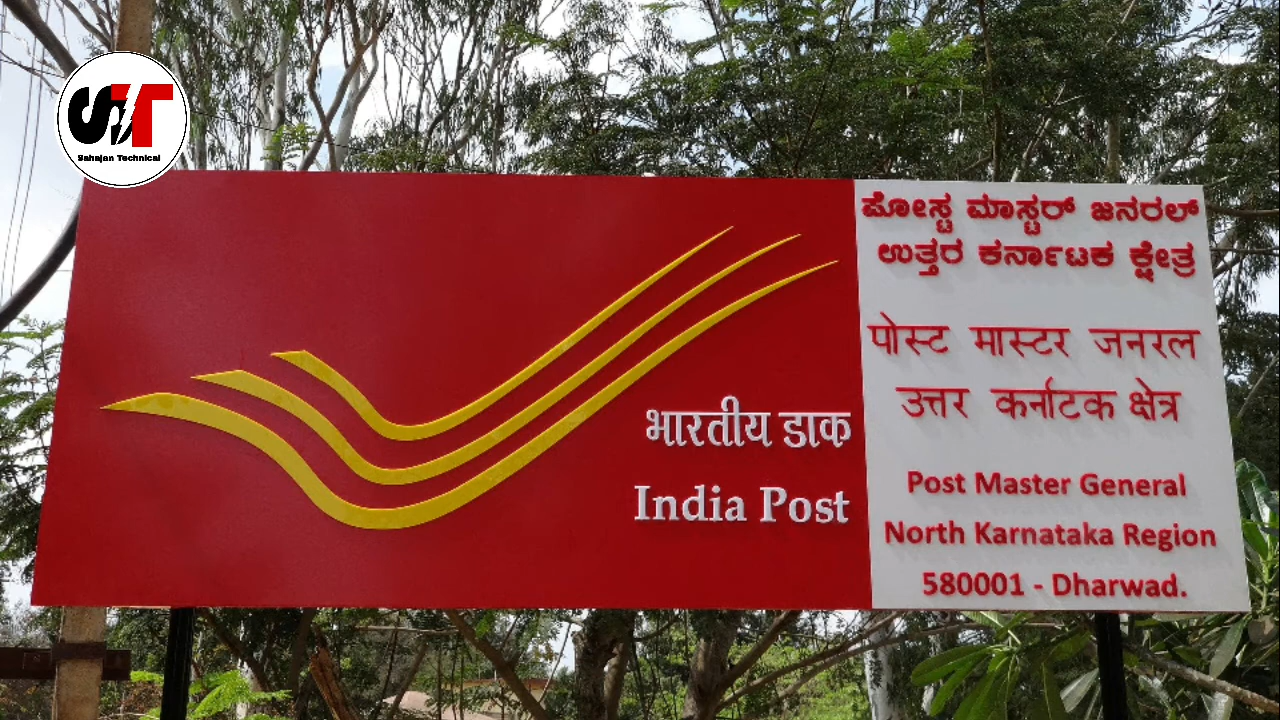 ST
Sahajan Technical
भारतीय डाक
India Post
ಪೋಸ್ಟ ಮಾಸ್ಟರ್ ಜನರಲ್
ಉತ್ತರ ಕರ್ನಾಟಕ ಕ್ಷೇತ್ರ
पोस्ट मास्टर जनरल
उत्तर कर्नाटक क्षेत्र
Post Master General
North Karnataka Region
580001 - Dharwad.